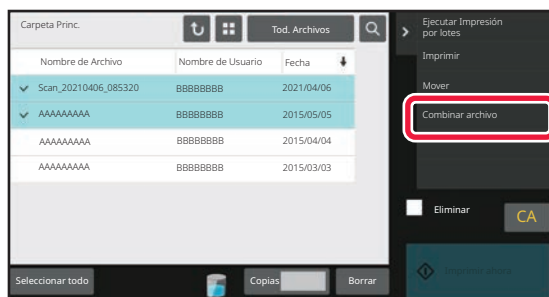 Carpeta Princ.
Tod. Archivos
Nombre de Archivo Nombre de Usuario Fecha
Scan_20210406_085320 BBBBBBBB 2021/04/06
AAAAAAAAA BBBBBBBB 2015/05/05
AAAAAAAAA BBBBBBBB 2015/04/04
AAAAAAAAA BBBBBBBB 2015/03/03
Seleccionar todo
Copias
Borrar
Ejecutar Impresión
por lotes
Imprimir
Mover
Combinar archivo
Eliminar
CA
Imprimir ahora